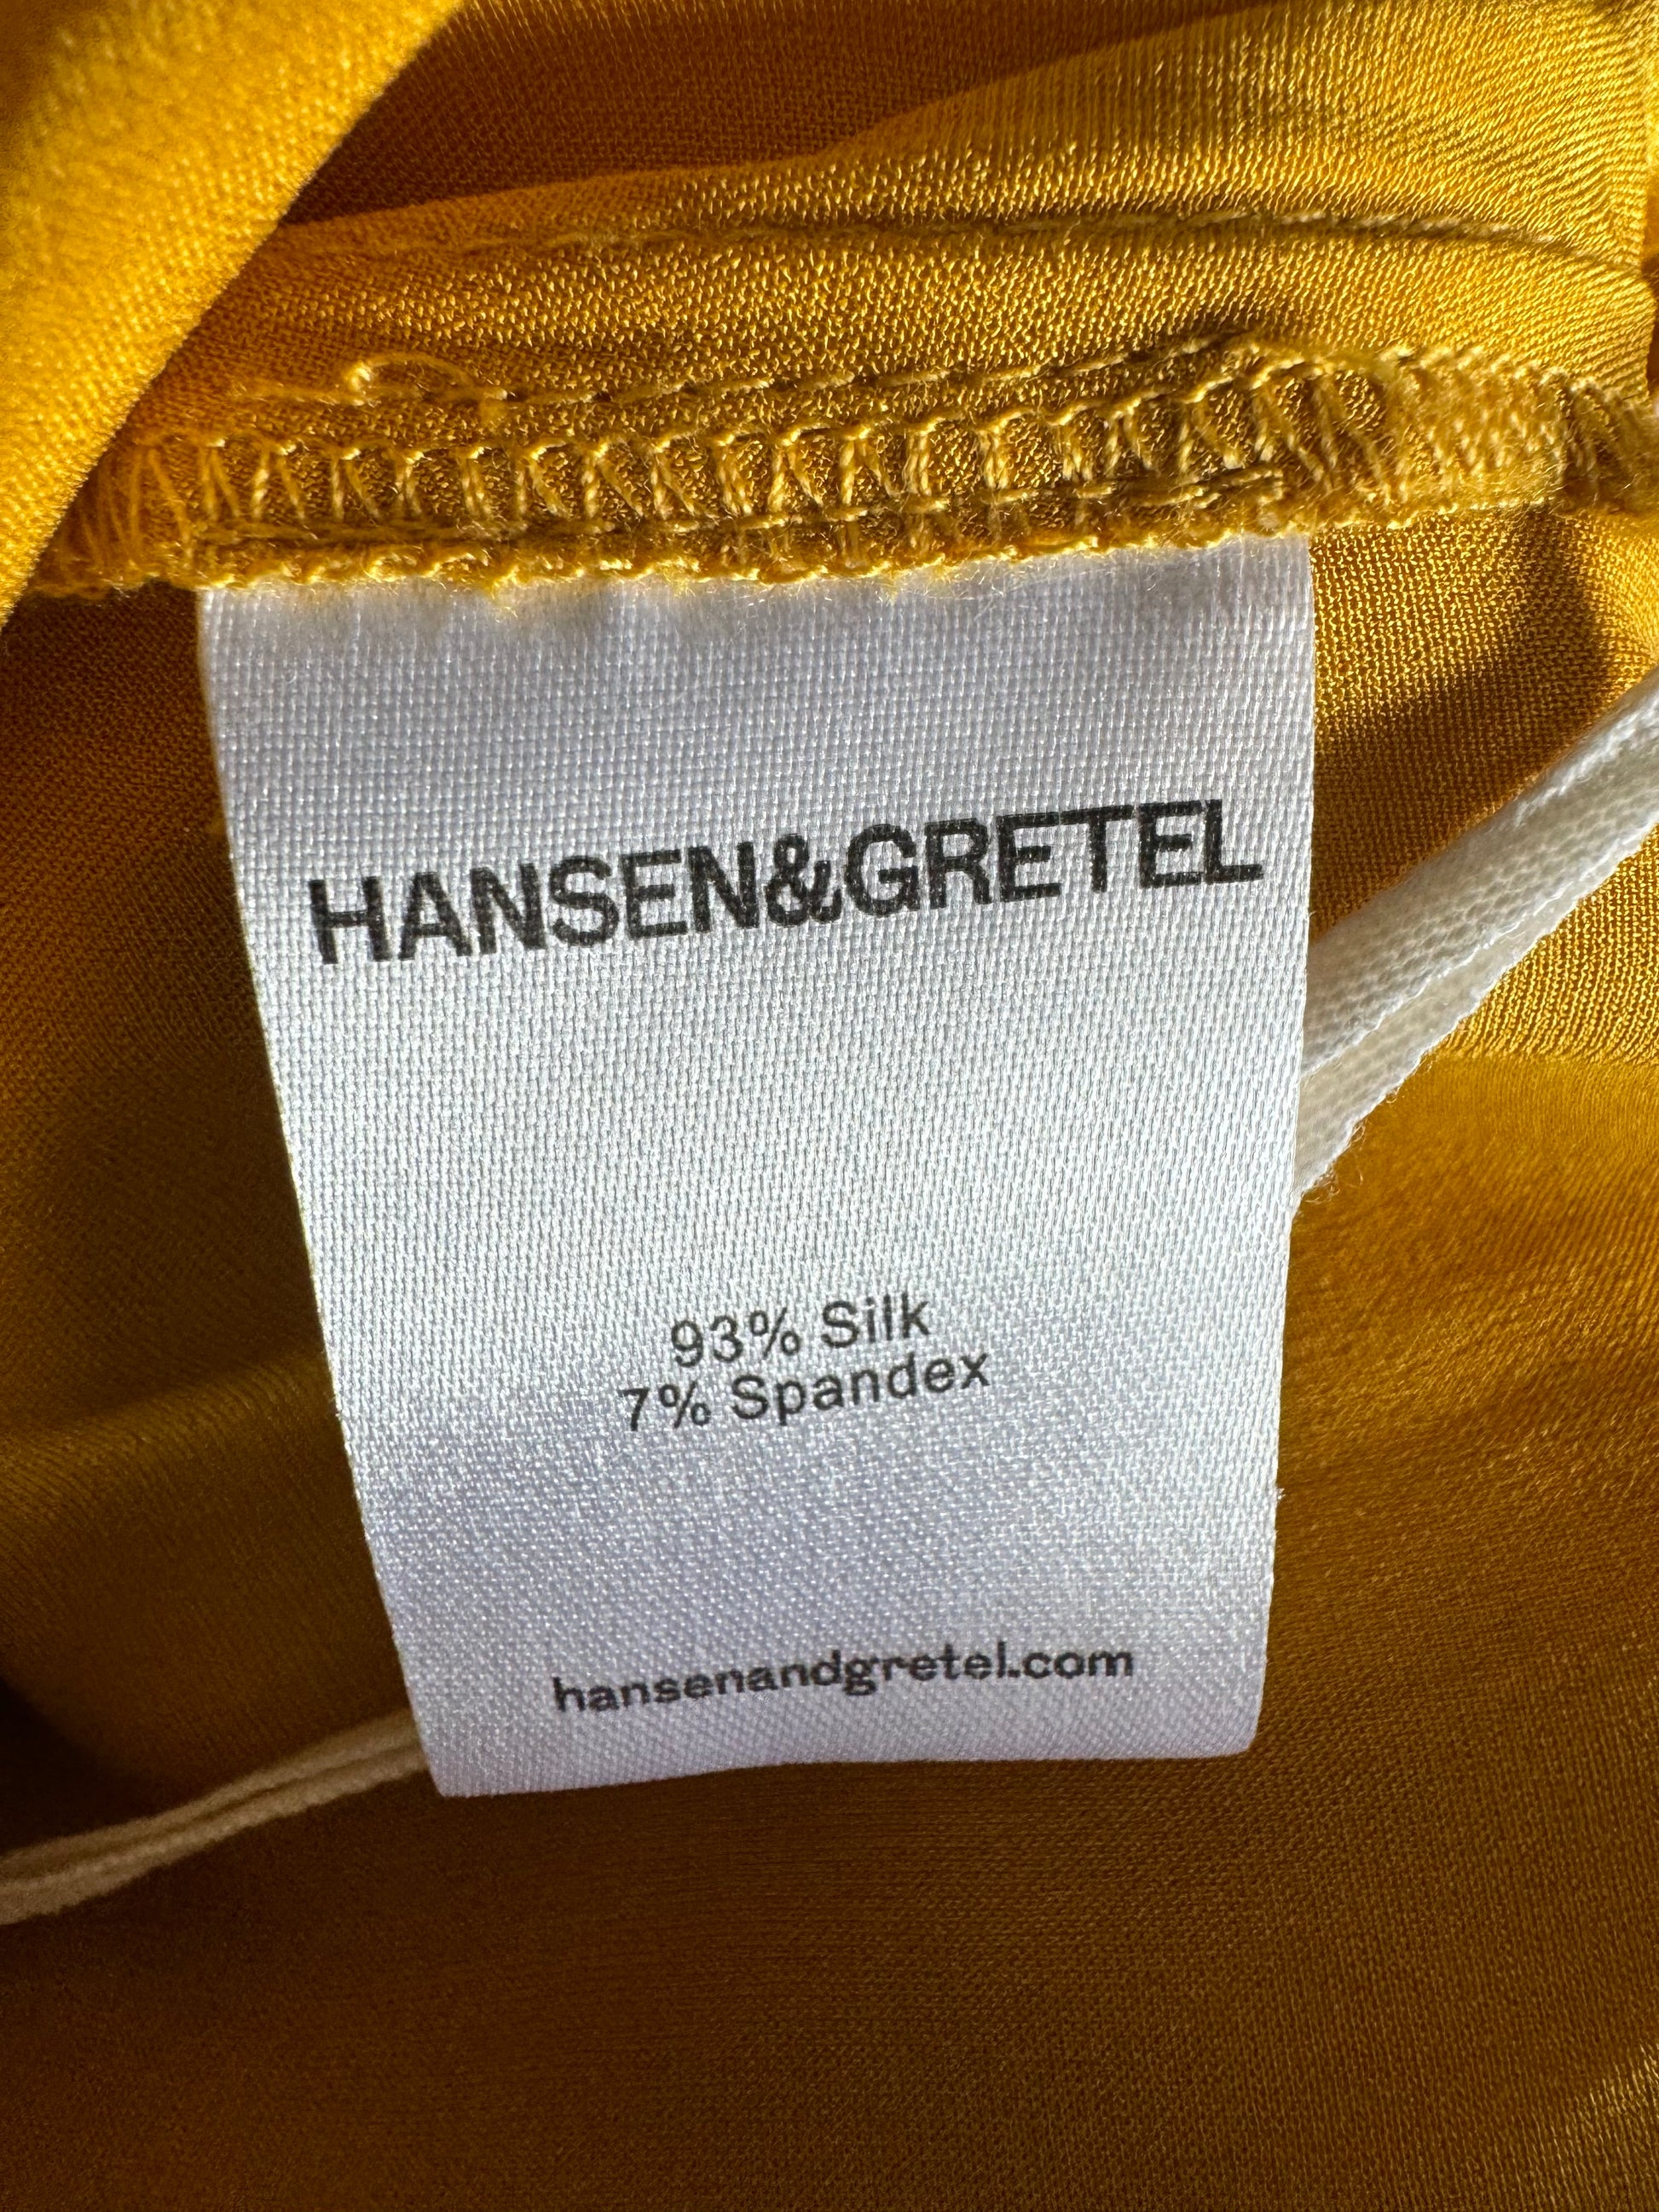 HANSEN&GRETEL
93% Silk
7% Spandex
hansenandgretel.com